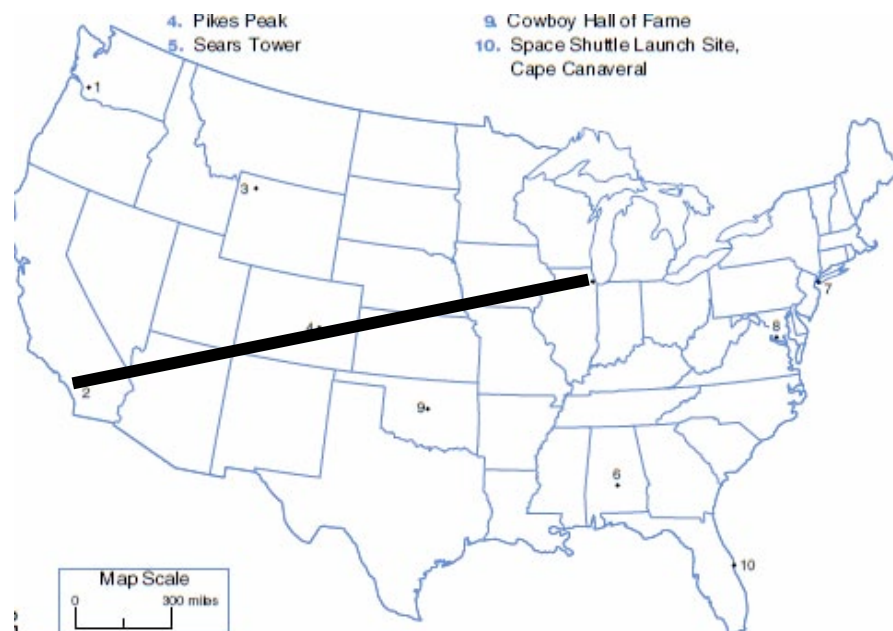 4. Pikes Peak
5. Sears Tower
9. Cowboy Hall of Fame
10. Space Shuttle Launch Site,
Cape Canaveral
1
3
7
4
8
2
9
6
10
Map Scale
0 300 miles